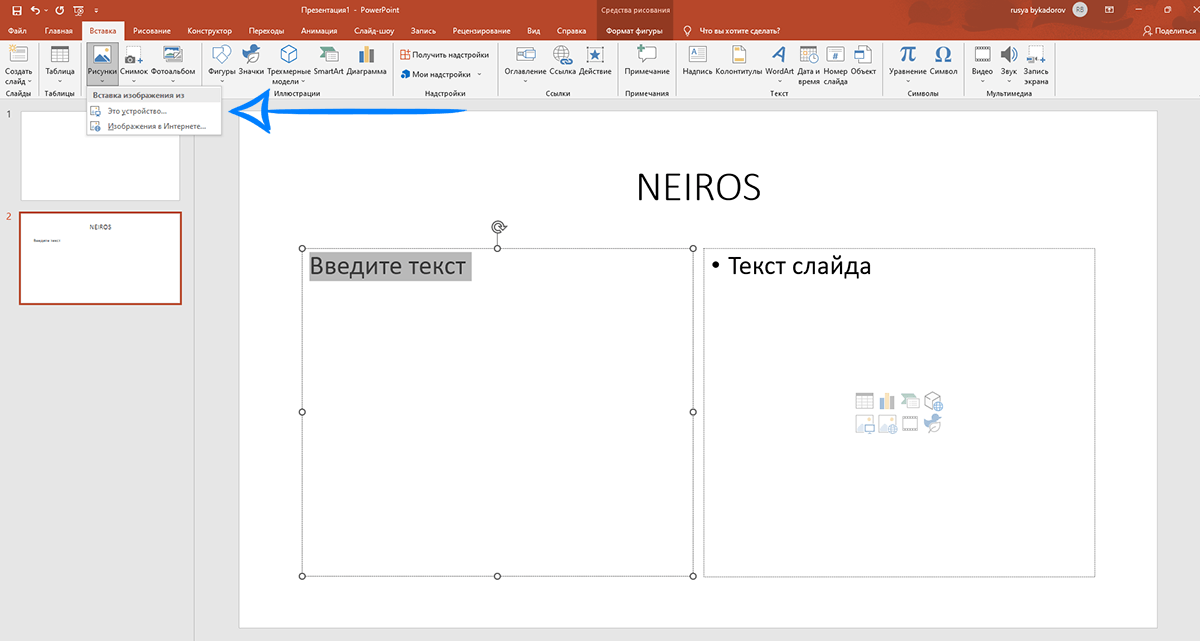 Презентация1 - PowerPoint
Средства рисования
rusya bykadorov
RB
Файл Главная Вставка Рисование Конструктор Переходы Анимация Слайд-шоу Запись Рецензирование Вид Справка Формат фигуры Что вы хотите сделать? Поделиться
Создать слайд
Слайды
Таблица
Таблицы
Рисунки
Снимок
Фотоальбом
Фигуры
Значки
Трехмерные модели
SmartArt
Диаграмма
Иллюстрации
Получить надстройки
Мои надстройки
Надстройки
Оглавление
Ссылка
Действие
Ссылки
Примечание
Примечания
Надпись
Колонтитулы
WordArt
Дата и время
Номер слайда
Объект
Текст
Уравнение
Символ
Символы
Видео
Звук
Запись экрана
Мультимедиа
Вставка изображения из
Это устройство...
Изображения в Интернете...
1
2
NEIROS
Введите текст
NEIROS
Введите текст
• Текст слайда